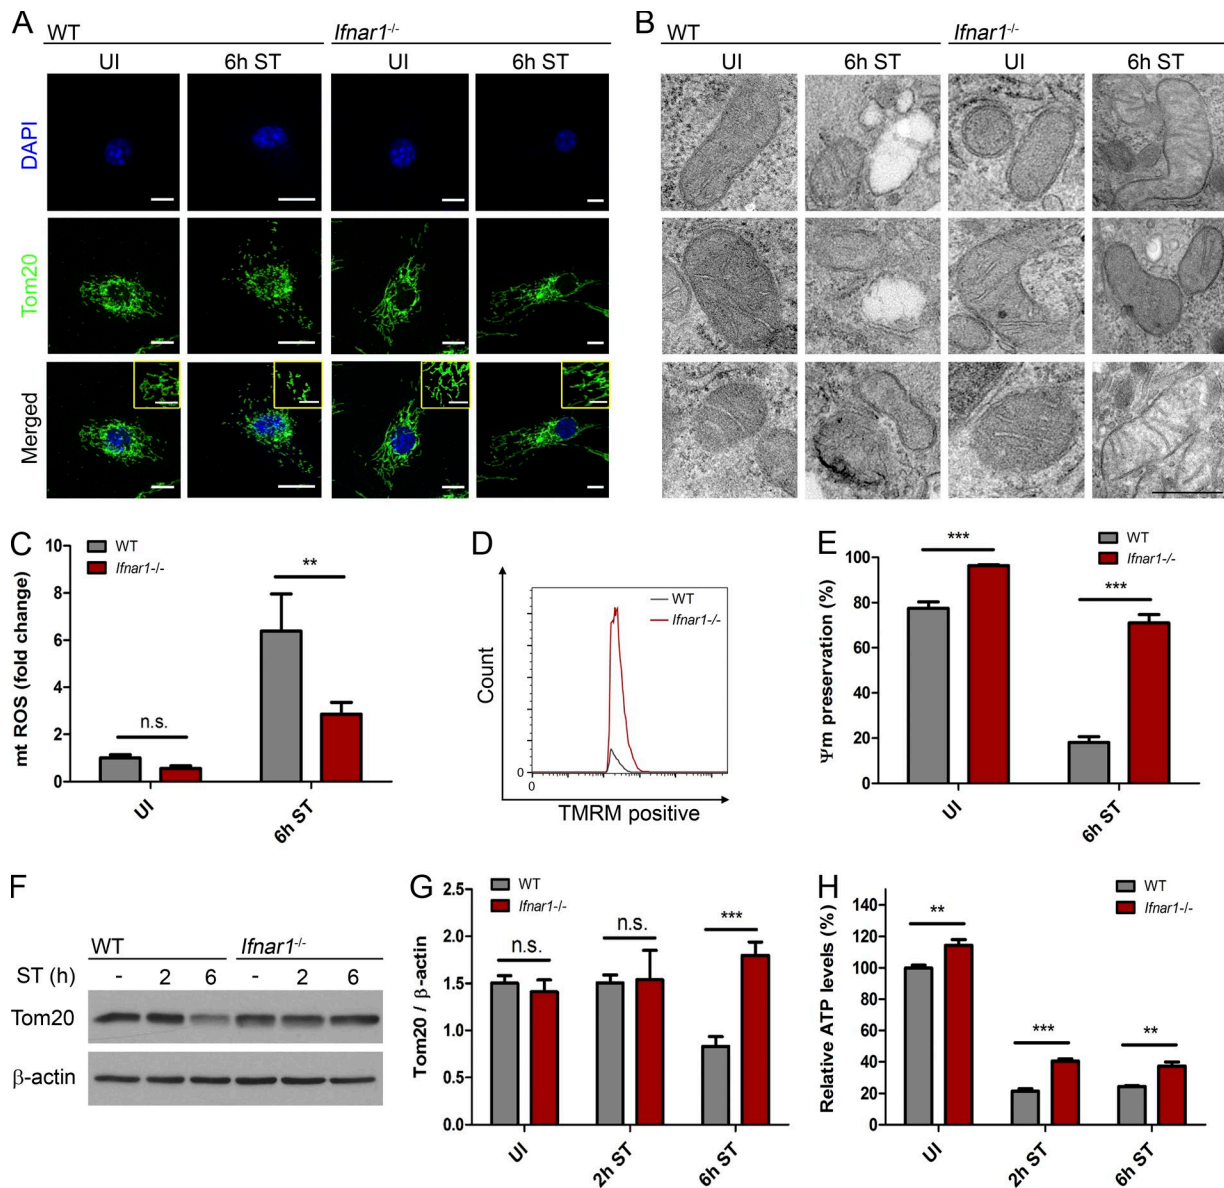 A
WT
Ifnar1-/-
UI
6h ST
UI
6h ST
DAPI
Tom20
Merged
B
WT
Ifnar1-/-
UI
6h ST
UI
6h ST
C
WT
Ifnar1-/-
mt ROS (fold change)
10
8
6
4
2
0
n.s.
**
UI
6h ST
D
WT
Ifnar1-/-
Count
0
0
TMRM positive
E
WT
Ifnar1-/-
Ψm preservation (%)
100
80
60
40
20
0
***
***
UI
6h ST
F
WT
Ifnar1-/-
ST (h)
- 2 6 - 2 6
Tom20
β-actin
G
WT
Ifnar1-/-
Tom20 / β-actin
2.5
2.0
1.5
1.0
0.5
0.0
n.s.
n.s.
***
UI
2h ST
6h ST
H
WT
Ifnar1-/-
Relative ATP levels (%)
140
120
100
80
60
40
20
0
**
***
**
UI
2h ST
6h ST